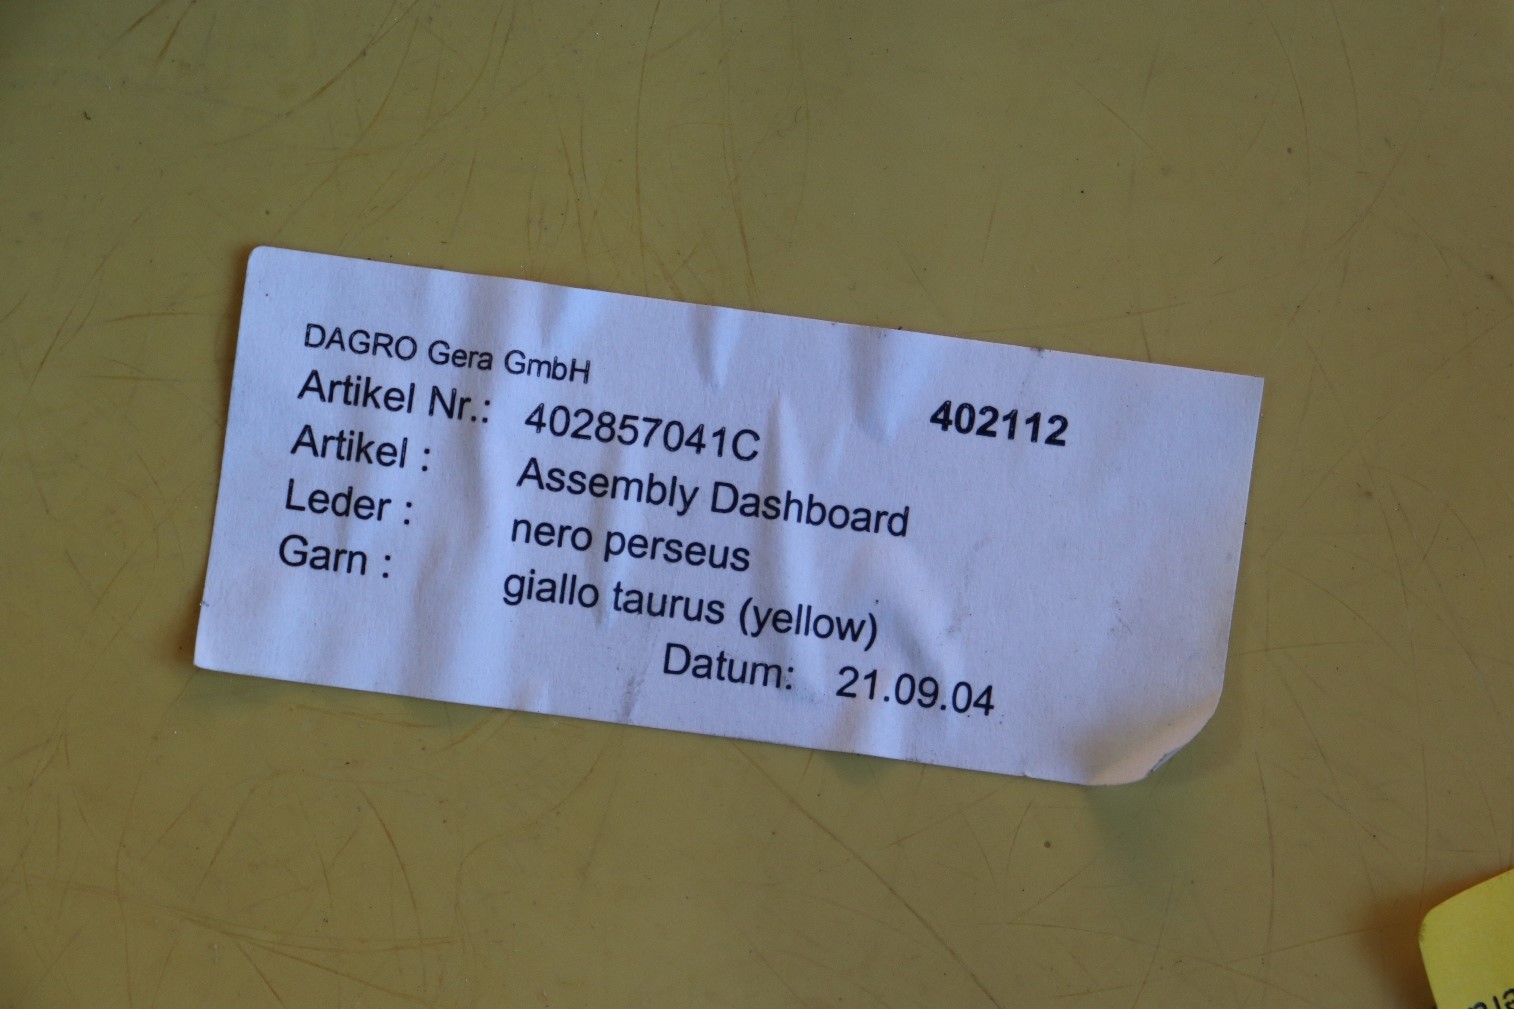 DAGRO Gera GmbH
Artikel Nr.: 402857041C 402112
Artikel : Assembly Dashboard
Leder : nero perseus
Garn : giallo taurus (yellow)
Datum: 21.09.04